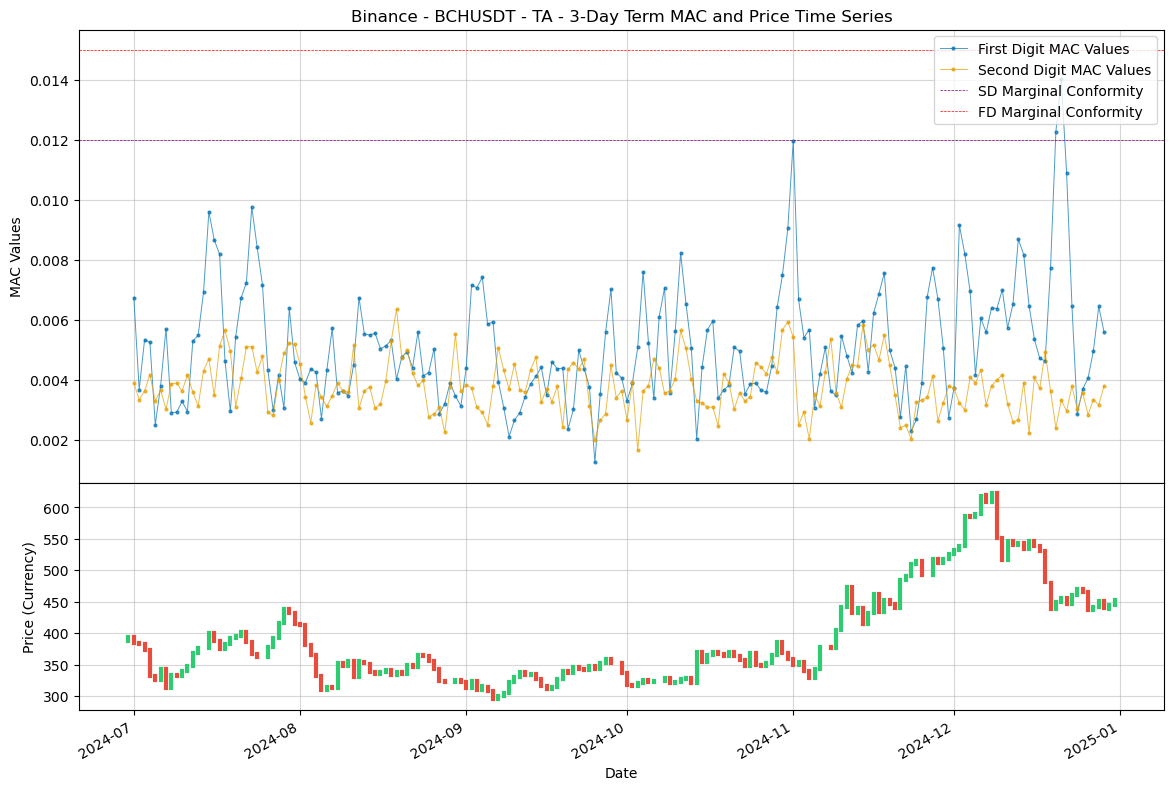 Binance - BCHUSDT - TA - 3-Day Term MAC and Price Time Series
First Digit MAC Values
Second Digit MAC Values
SD Marginal Conformity
FD Marginal Conformity
MAC Values
0.014
0.012
0.010
0.008
0.006
0.004
0.002
Price (Currency)
600
550
500
450
400
350
300
2024-07
2024-08
2024-09
2024-10
2024-11
2024-12
2025-01
Date